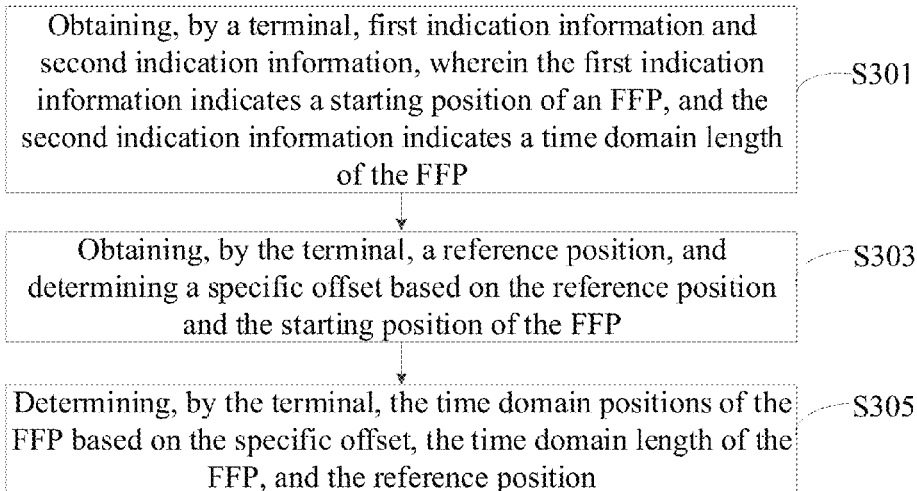 Obtaining, by a terminal, first indication information and
second indication information, wherein the first indication
information indicates a starting position of an FFP, and the
second indication information indicates a time domain length
of the FFP
S301
Obtaining, by the terminal, a reference position, and
determining a specific offset based on the reference position
and the starting position of the FFP
S303
Determining, by the terminal, the time domain positions of the
FFP based on the specific offset, the time domain length of the
FFP, and the reference position
S305